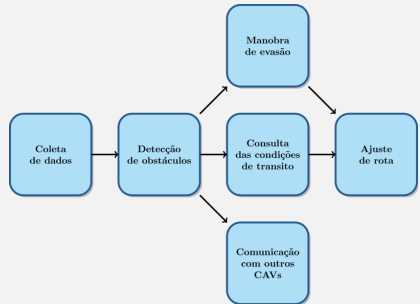 Manobra
de evasão
Coleta
de dados
Detecção
de obstáculos
Consulta
das condições
de transito
Ajuste
de rota
Comunicação
com outros
CAVs